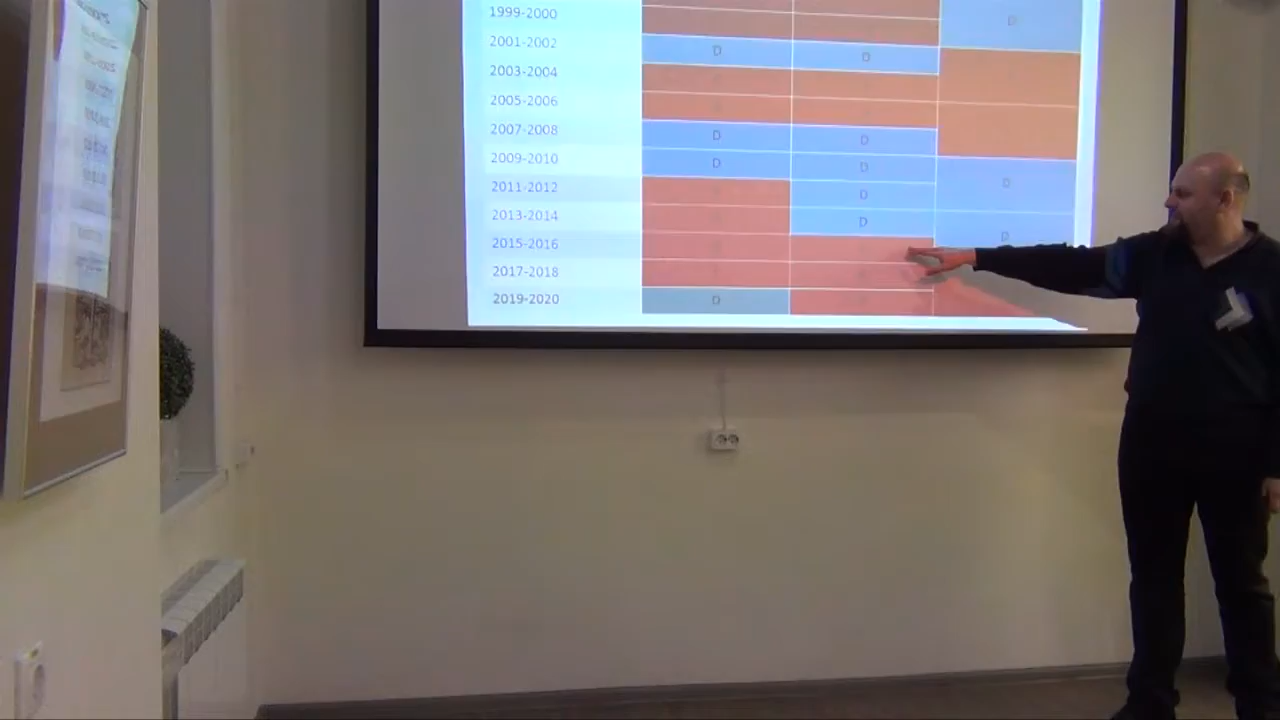 1999-2000 D
2001-2002 D D
2003-2004
2005-2006
2007-2008 D D
2009-2010 D D D
2011-2012 D
2013-2014 D D
2015-2016
2017-2018
2019-2020 D